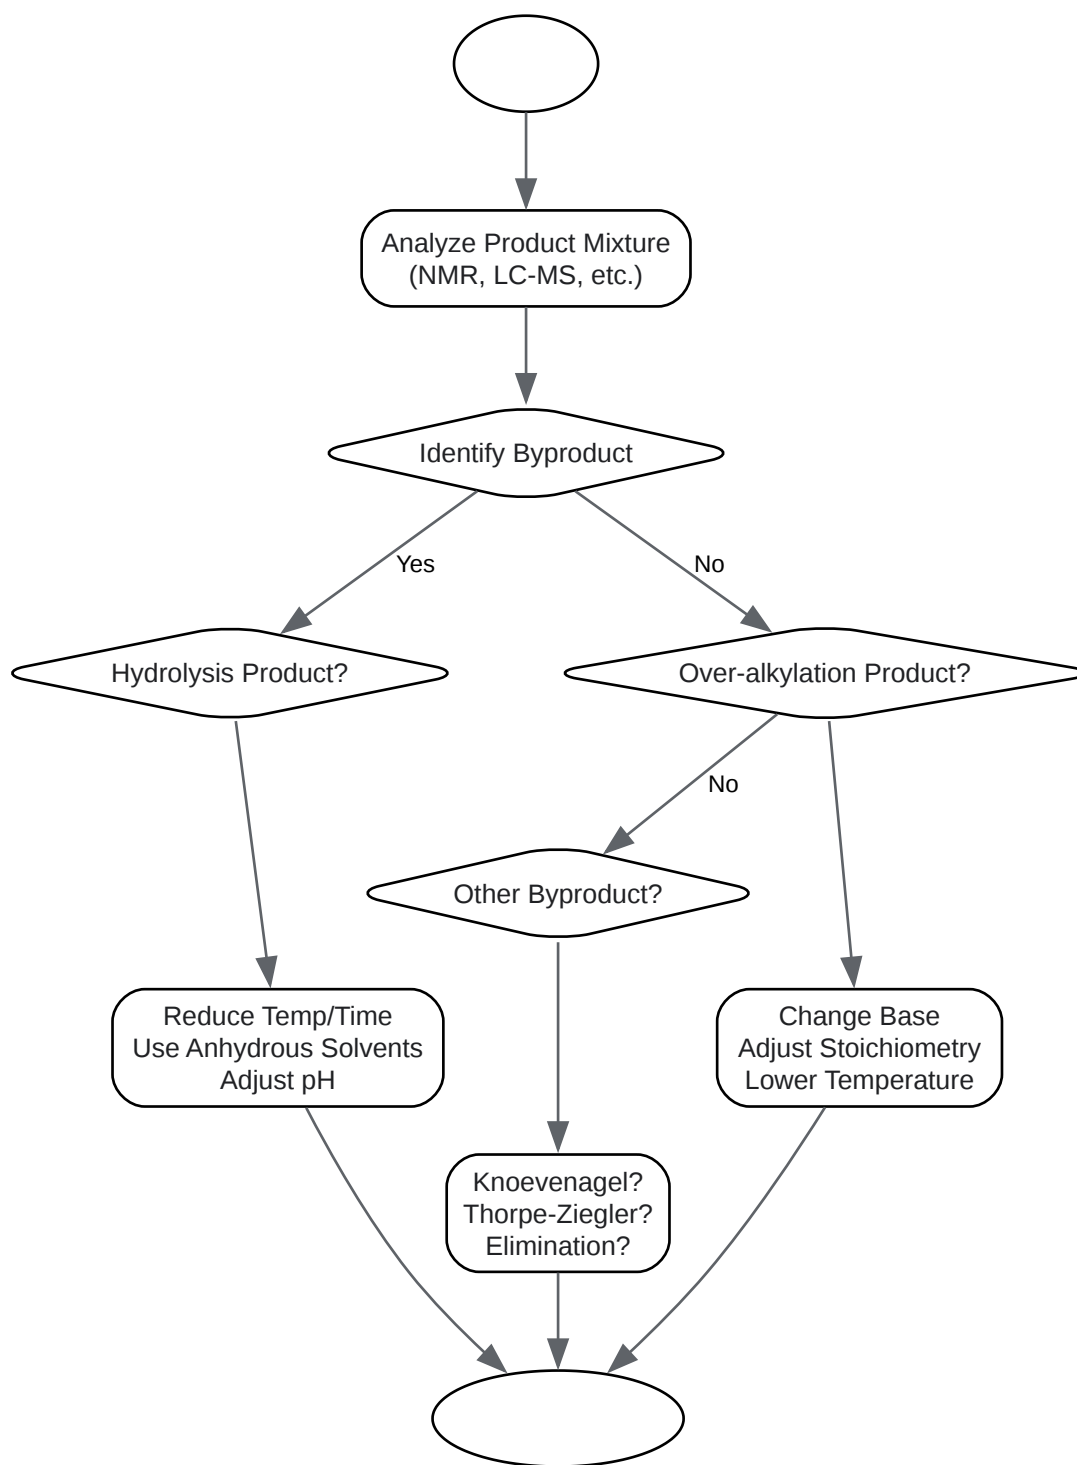 Analyze Product Mixture
(NMR, LC-MS, etc.)
Identify Byproduct
Yes
No
Hydrolysis Product?
Over-alkylation Product?
No
Other Byproduct?
Reduce Temp/Time
Use Anhydrous Solvents
Adjust pH
Change Base
Adjust Stoichiometry
Lower Temperature
Knoevenagel?
Thorpe-Ziegler?
Elimination?